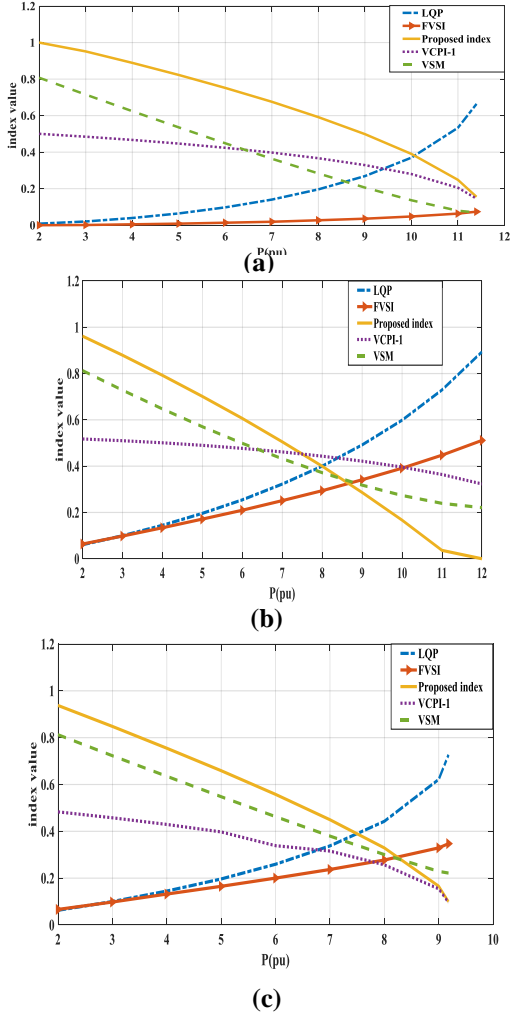 1.2
1
0.8
0.6
0.4
0.2
0
index value
LQP
FVSI
Proposed index
VCPI-1
VSM
2 3 4 5 6 7 8 9 10 11 12
P(pu)
(a)
1.2
1
0.8
0.6
0.4
0.2
0
index value
LQP
FVSI
Proposed index
VCPI-1
VSM
2 3 4 5 6 7 8 9 10 11 12
P(pu)
(b)
1.2
1
0.8
0.6
0.4
0.2
0
index value
LQP
FVSI
Proposed index
VCPI-1
VSM
2 3 4 5 6 7 8 9 10
P(pu)
(c)